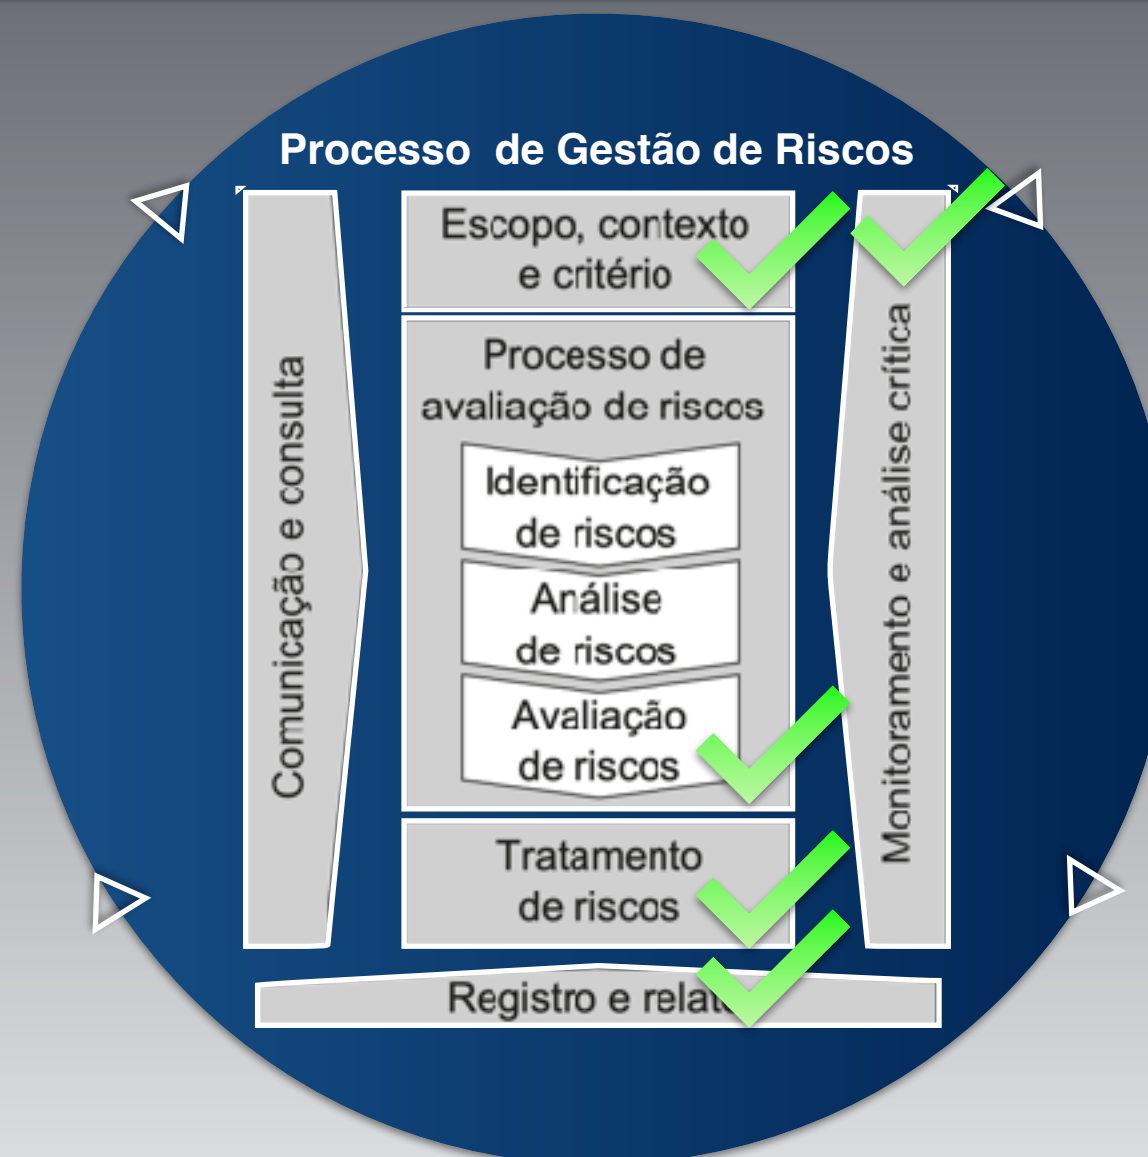 Processo de Gestão de Riscos
Escopo, contexto
e critério
Comunicação e consulta
Processo de
avaliação de riscos
Identificação
de riscos
Análise
de riscos
Avaliação
de riscos
Monitoramento e análise crítica
Tratamento
de riscos
Registro e relato